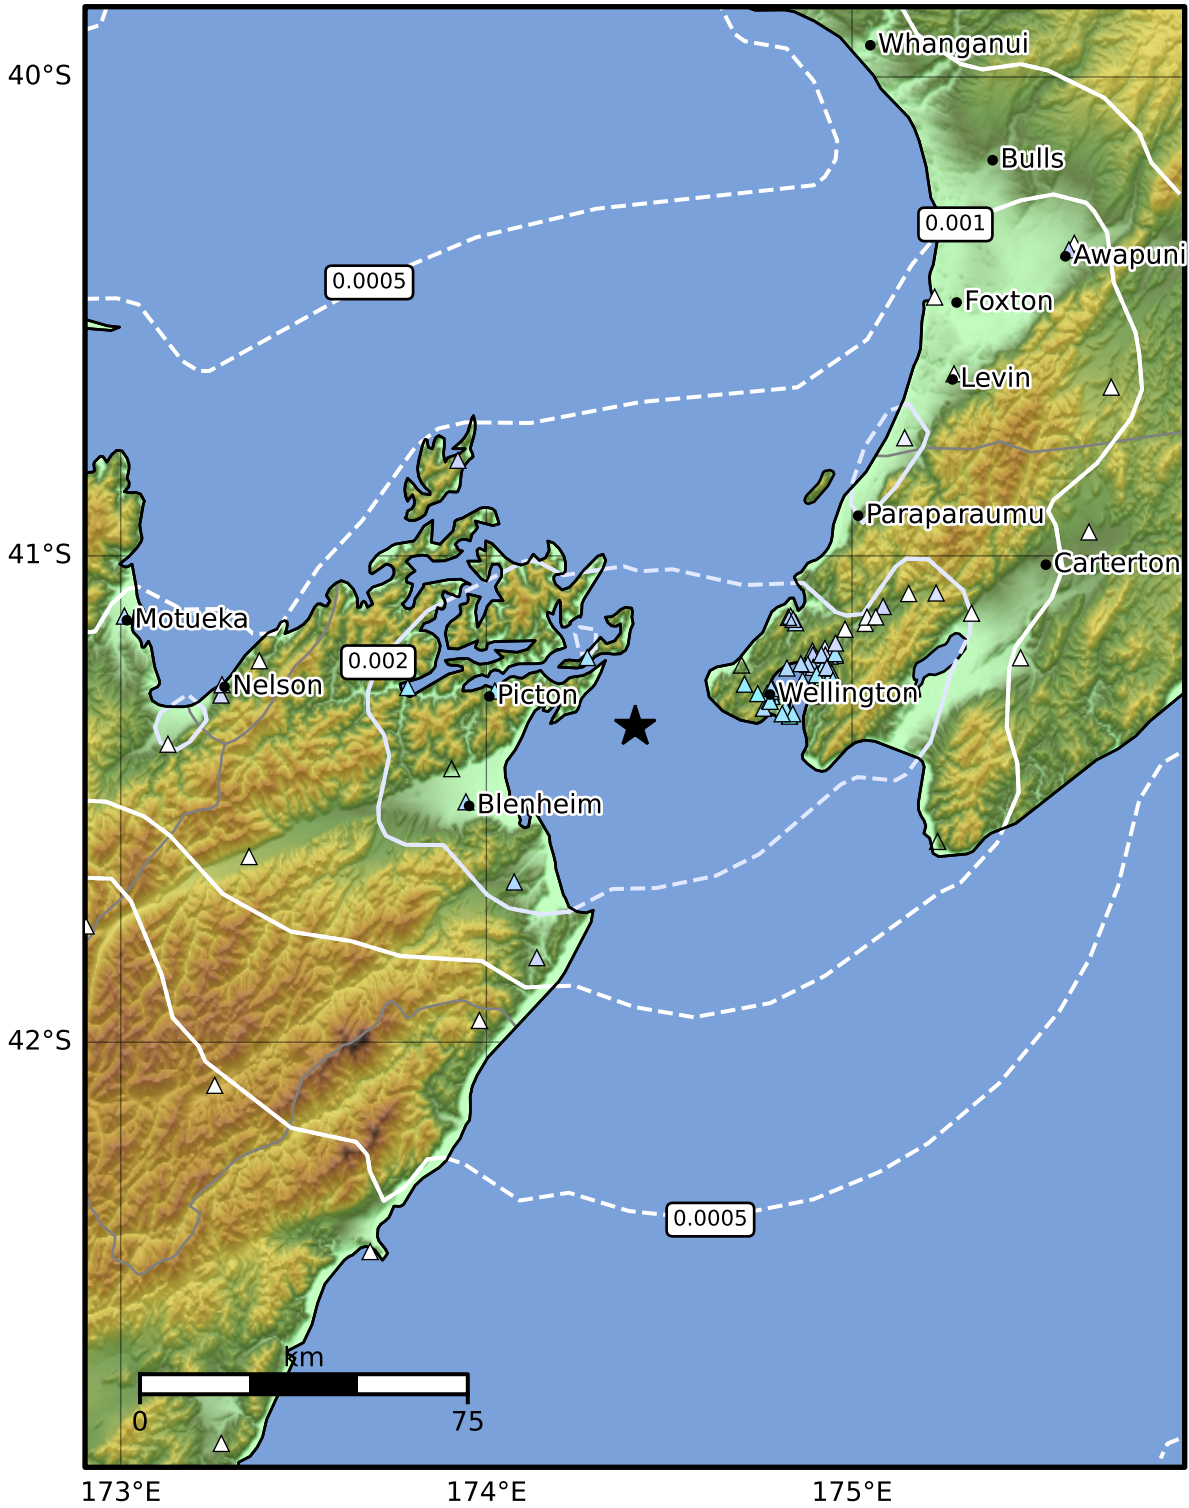 Whanganui
40°S
Bulls
0.001
Awapuni
0.0005
Foxton
Levin
Paraparaumu
41°S
Carterton
Motueka
0.002
Nelson
Picton
Wellington
Blenheim
42°S
0.0005
km
0
75
173°E
174°E
175°E